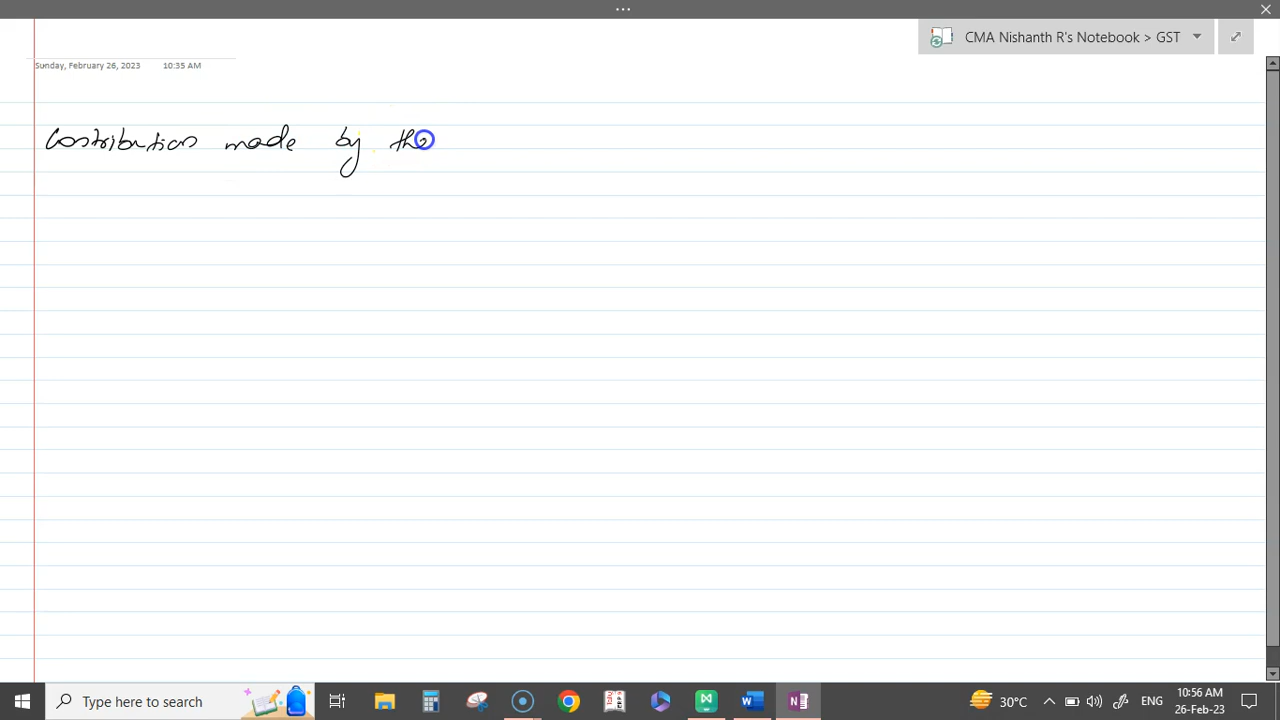 ...
CMA Nishanth R's Notebook > GST
Sunday, February 26, 2023 10:35 AM
Contribution made by the
Type here to search
30°C
ENG
10:56 AM
26-Feb-23